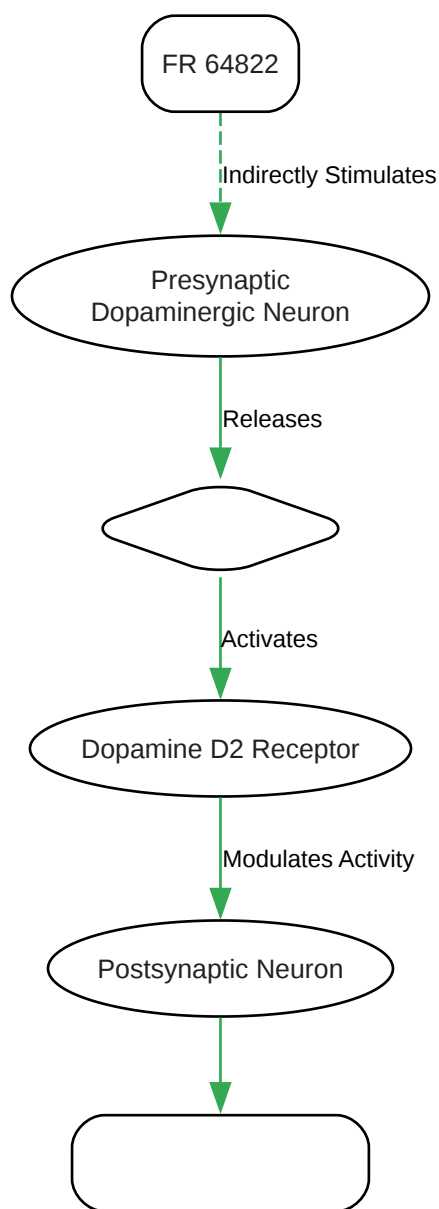 FR 64822
Indirectly Stimulates
Presynaptic
Dopaminergic Neuron
Releases
Activates
Dopamine D2 Receptor
Modulates Activity
Postsynaptic Neuron